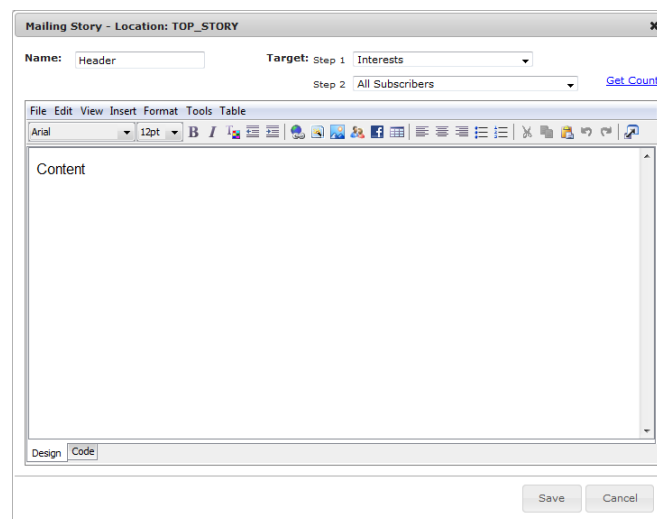 Mailing Story - Location: TOP_STORY
Name: Header Target: Step 1 Interests
Step 2 All Subscribers Get Count
File Edit View Insert Format Tools Table
Arial 12pt B I
Content
Design Code
Save Cancel